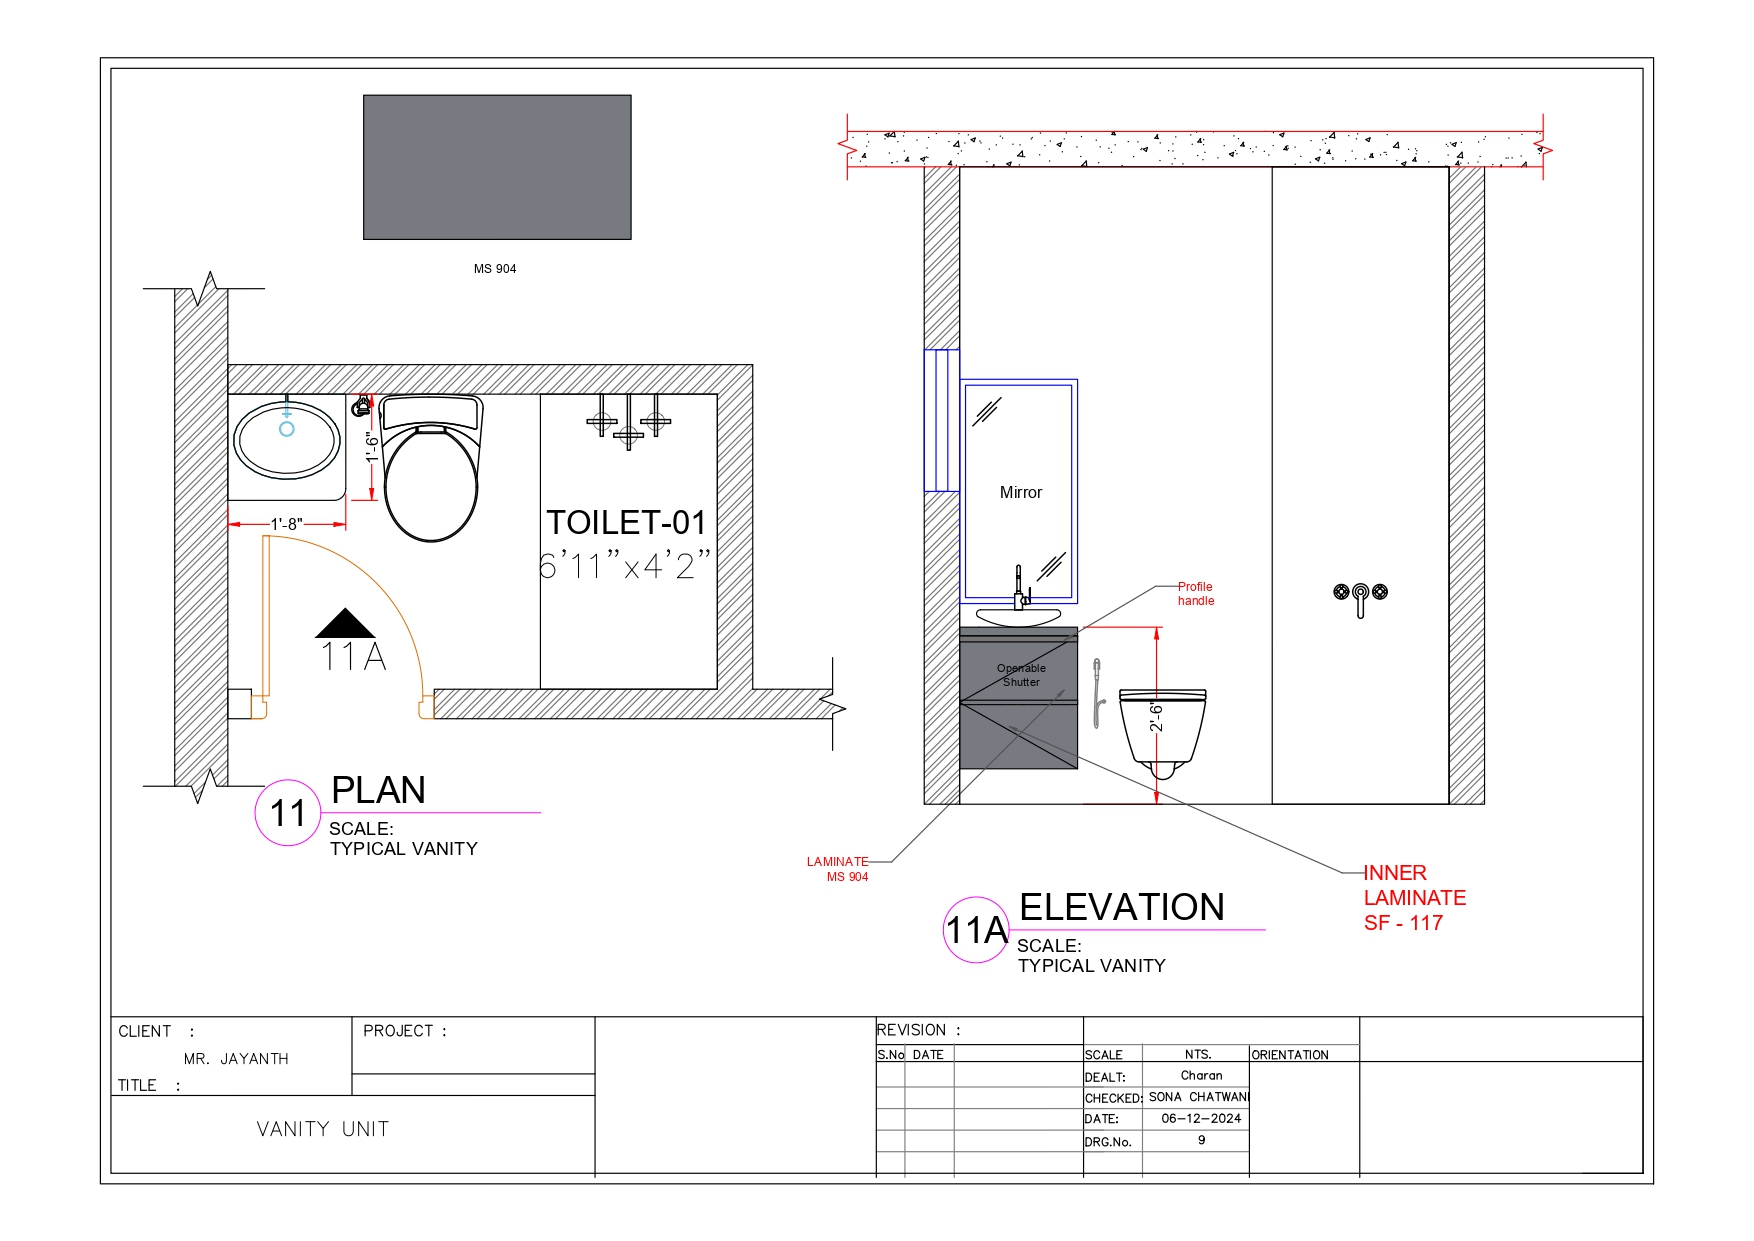 MS 904
1'-6"
1'-8"
TOILET-01
6'11"x4'2"
11A
11
PLAN
SCALE:
TYPICAL VANITY
Mirror
Profile
handle
Openable
Shutter
2'-6"
LAMINATE
MS 904
INNER
LAMINATE
SF - 117
11A
ELEVATION
SCALE:
TYPICAL VANITY
CLIENT :
MR. JAYANTH
TITLE :
VANITY UNIT
PROJECT :
REVISION :
S.No DATE
SCALE NTS.
DEALT: Charan
CHECKED: SONA CHATWANI
DATE: 06-12-2024
DRG.No. 9
ORIENTATION